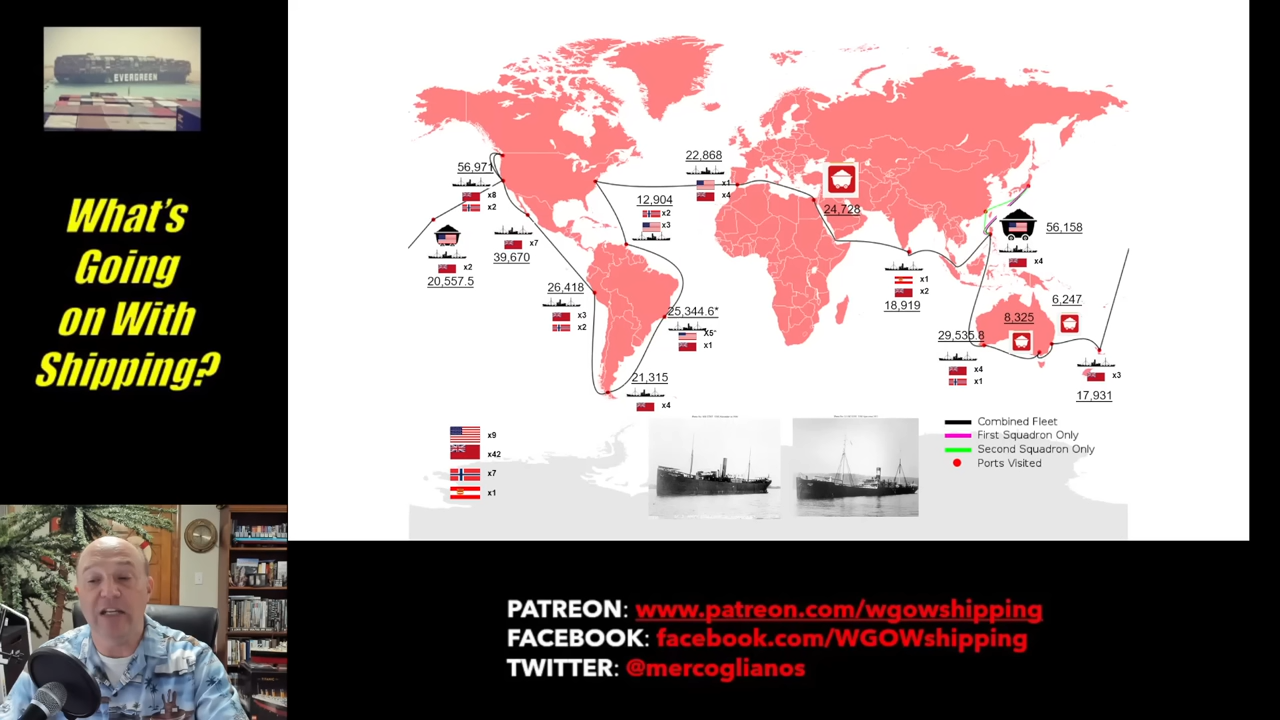 EVERGREEN
What's
Going
on With
Shipping?
56,971
x8
x2
x2
20,557.5
x7
39,670
22,868
x1
x4
12,904
x2
x3
24,728
26,418
x3
x2
25,344.6*
X5*
x1
21,315
x4
x1
x2
18,919
56,158
x4
29,535.8
x4
x1
8,325
6,247
x3
17,931
x9
x42
x7
x1
Combined Fleet
First Squadron Only
Second Squadron Only
Ports Visited
PATREON: www.patreon.com/wgowshipping
FACEBOOK: facebook.com/WGOWshipping
TWITTER: @mercoglianos